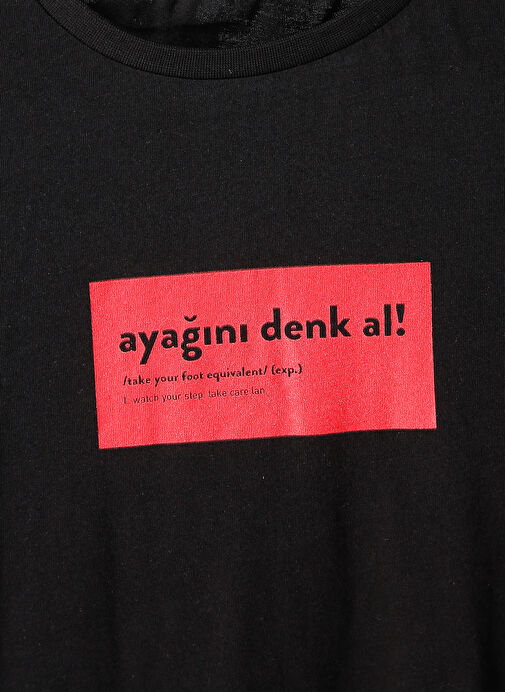 ayağını denk al!
/take your foot equivalent/ (exp.)
1. watch your step. take care lan.